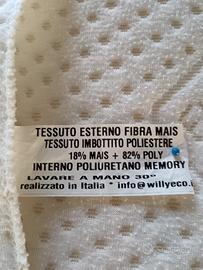 TESSUTO ESTERNO FIBRA MAIS
TESSUTO IMBOTTITO POLIESTERE
18% MAIS + 82% POLY
INTERNO POLIURETANO MEMORY
LAVARE A MANO 30°
realizzato in Italia * info@willyeco.